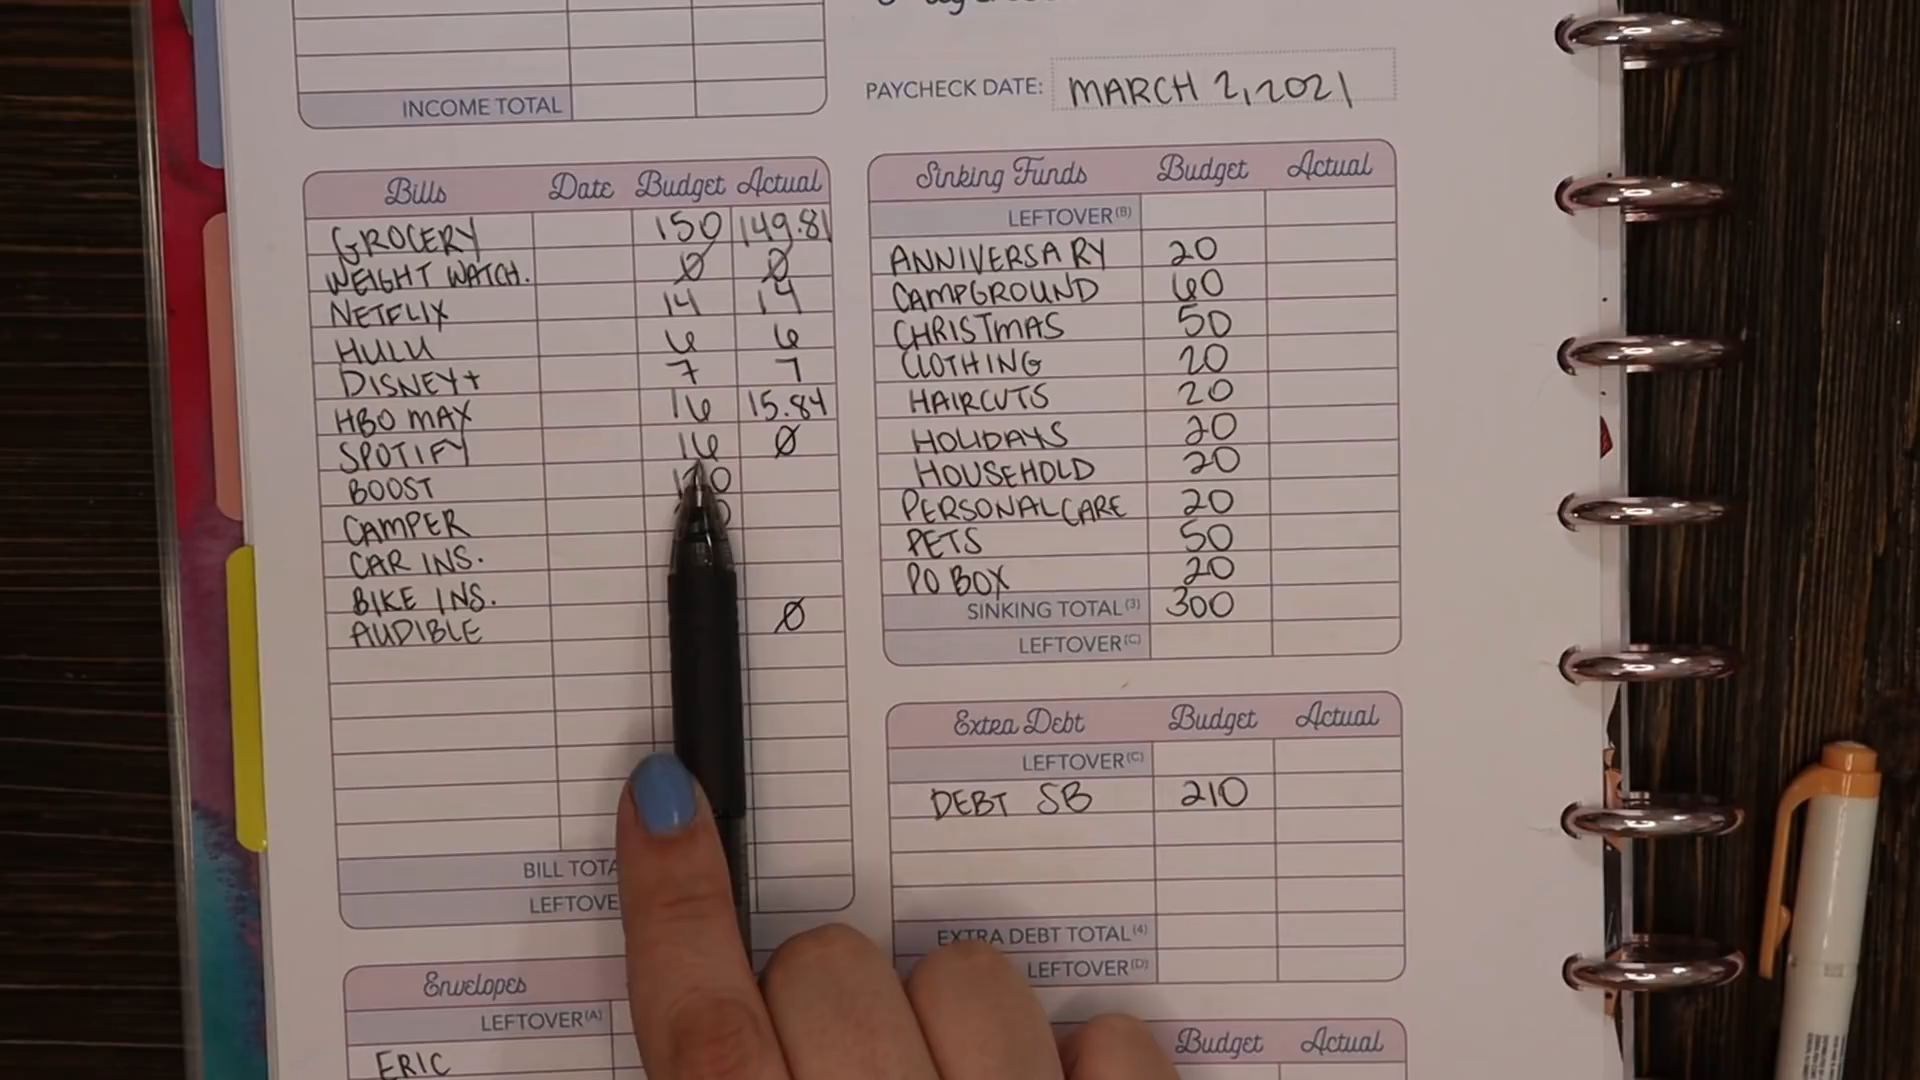 INCOME TOTAL
PAYCHECK DATE: MARCH 2, 2021
Bills Date Budget Actual
GROCERY 150 149.81
WEIGHT WATCH. Ø Ø
NETFLIX 14 14
HULU 6 6
DISNEY+ 7 7
HBO MAX 16 15.84
SPOTIFY 16 Ø
BOOST
CAMPER
CAR INS.
BIKE INS.
AUDIBLE Ø
BILL
Envelopes
LEFTOVER(A)
ERIC
Sinking Funds Budget Actual
LEFTOVER(B)
ANNIVERSARY 20
CAMPGROUND 60
CHRISTMAS 50
CLOTHING 20
HAIRCUTS 20
HOLIDAYS 20
HOUSEHOLD 20
PERSONAL CARE 20
PETS 50
PO BOX 20
SINKING TOTAL(3) 300
LEFTOVER(C)
Extra Debt Budget Actual
LEFTOVER(C)
DEBT SB 210
EXTRA DEBT TOTAL(4)
LEFTOVER(D)
Budget Actual